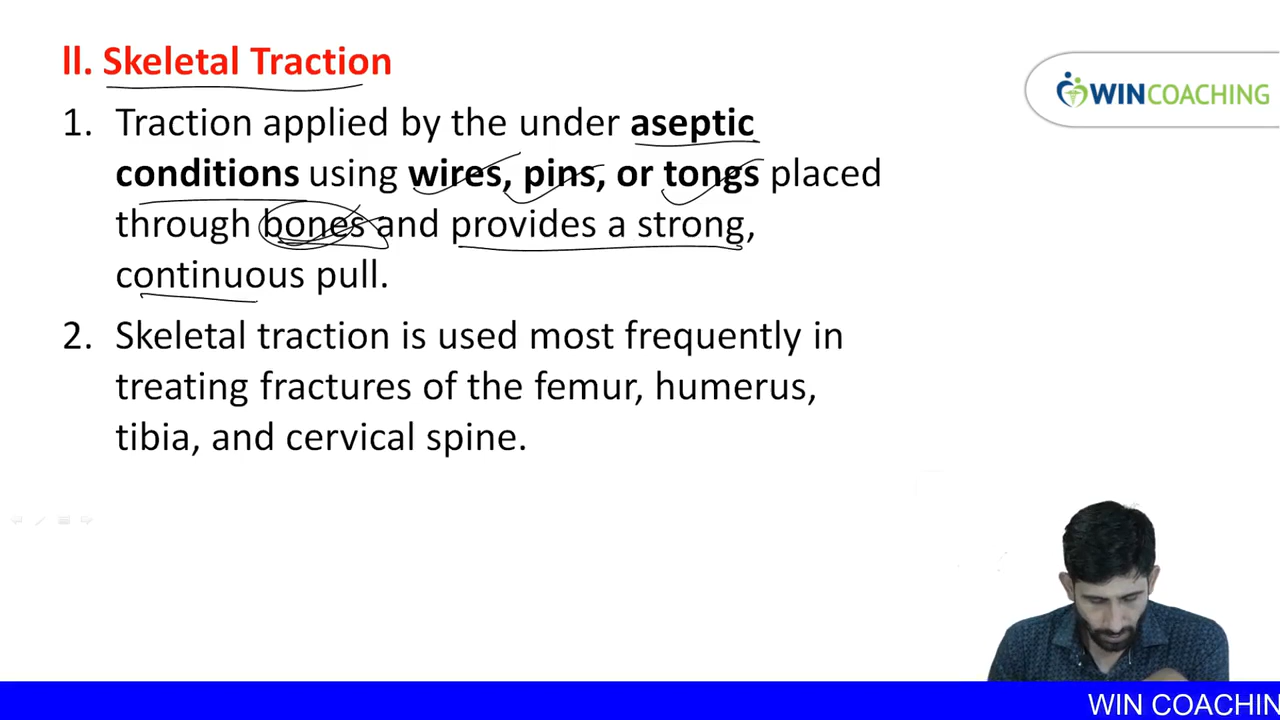 ll. Skeletal Traction
WINCOACHING
1. Traction applied by the under aseptic
conditions using wires, pins, or tongs placed
through bones and provides a strong,
continuous pull.
2. Skeletal traction is used most frequently in
treating fractures of the femur, humerus,
tibia, and cervical spine.
WIN COACHIN